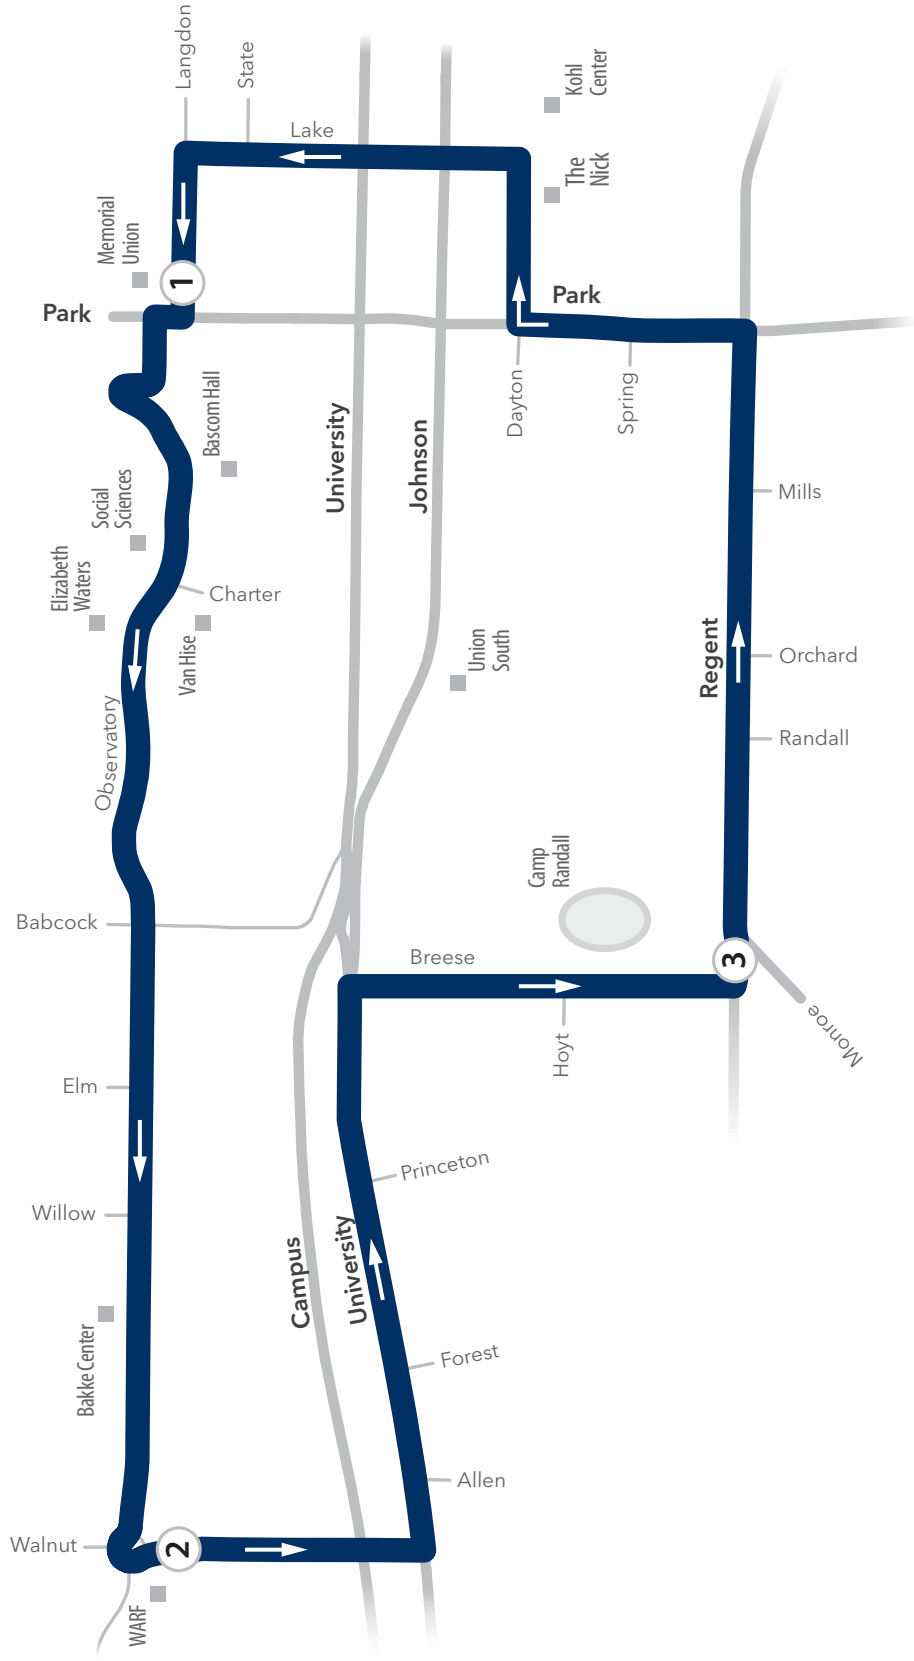 Langdon
State
Kohl
Center
Lake
The
Nick
Memorial
Union
1
Park
Park
Dayton
Spring
Bascom Hall
University
Johnson
Social
Sciences
Mills
Elizabeth
Waters
Charter
Van Hise
Union
South
Regent
Orchard
Observatory
Randall
Camp
Randall
Babcock
Breese
3
Monroe
Hoyt
Elm
Princeton
Willow
Campus
University
Bakke Center
Forest
Allen
Walnut
2
WARF